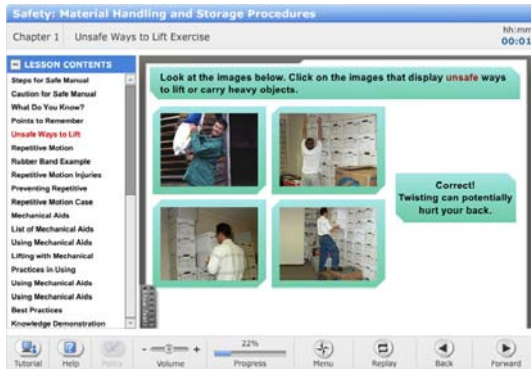 Safety: Material Handling and Storage Procedures
Chapter 1 Unsafe Ways to Lift Exercise
hh:mm
00:01
LESSON CONTENTS
Steps for Safe Manual
Caution for Safe Manual
What Do You Know?
Points to Remember
Unsafe Ways to Lift
Repetitive Motion
Rubber Band Example
Repetitive Motion Injuries
Preventing Repetitive
Repetitive Motion Case
Mechanical Aids
List of Mechanical Aids
Using Mechanical Aids
Lifting with Mechanical
Practices in Using
Using Mechanical Aids
Using Mechanical Aids
Best Practices
Knowledge Demonstration
Look at the images below. Click on the images that display unsafe ways
to lift or carry heavy objects.
Correct!
Twisting can potentially
hurt your back.
Tutorial
Help
Policy
- +
Volume
22%
Progress
Menu
Replay
Back
Forward